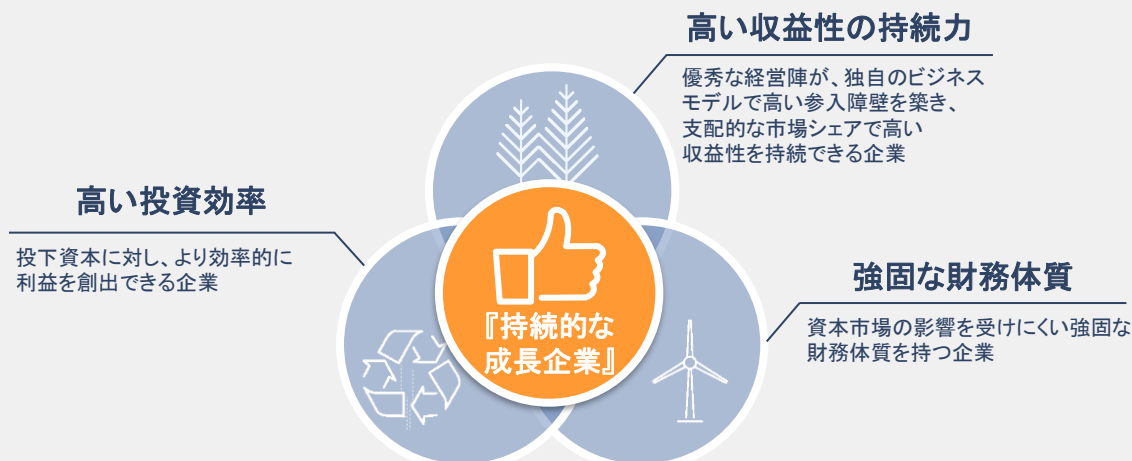 高い収益性の持続力
優秀な経営陣が、独自のビジネス
モデルで高い参入障壁を築き、
支配的な市場シェアで高い
収益性を持続できる企業
高い投資効率
投下資本に対し、より効率的に
利益を創出できる企業
強固な財務体質
資本市場の影響を受けにくい強固な
財務体質を持つ企業
『持続的な
成長企業』